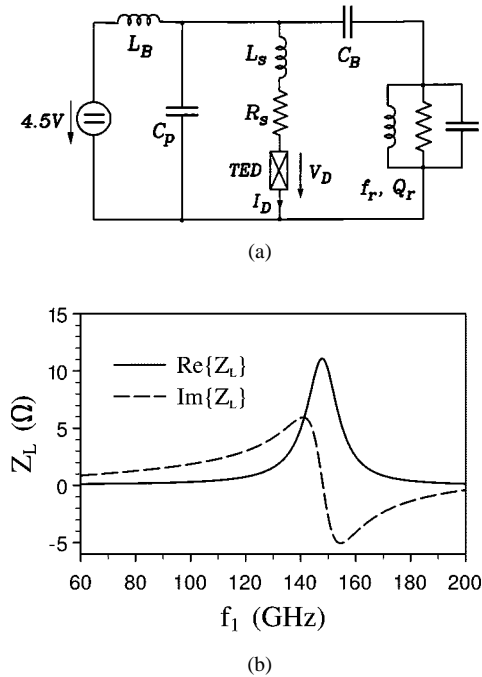 L_B
C_B
L_s
R_s
4.5V
C_p
TED
V_D
I_D
f_r, Q_r
(a)
15
10
5
0
-5
Z_L (Ω)
Re{Z_L}
Im{Z_L}
60 80 100 120 140 160 180 200
f_1 (GHz)
(b)